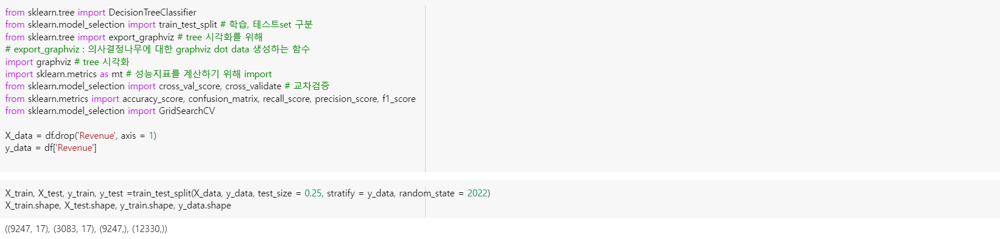 from sklearn.tree import DecisionTreeClassifier
from sklearn.model_selection import train_test_split # 학습, 테스트set 구분
from sklearn.tree import export_graphviz # tree 시각화를 위해
# export_graphviz : 의사결정나무에 대한 graphviz dot data 생성하는 함수
import graphviz # tree 시각화
import sklearn.metrics as mt # 성능지표를 계산하기 위해 import
from sklearn.model_selection import cross_val_score, cross_validate # 교차검증
from sklearn.metrics import accuracy_score, confusion_matrix, recall_score, precision_score, f1_score
from sklearn.model_selection import GridSearchCV
X_data = df.drop('Revenue', axis = 1)
y_data = df['Revenue']
X_train, X_test, y_train, y_test =train_test_split(X_data, y_data, test_size = 0.25, stratify = y_data, random_state = 2022)
X_train.shape, X_test.shape, y_train.shape, y_data.shape
((9247, 17), (3083, 17), (9247,), (12330,))